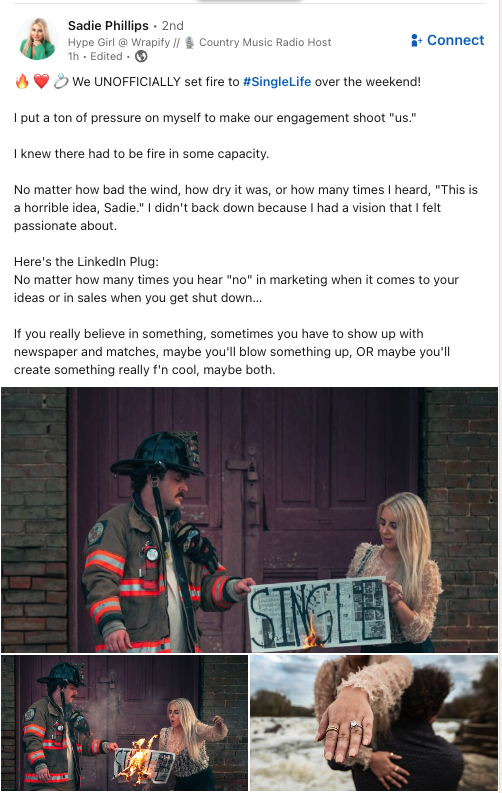 Sadie Phillips • 2nd
Hype Girl @ Wrapify // 🎙️ Country Music Radio Host
1h • Edited •
Connect
🔥 ❤️ 💍 We UNOFFICIALLY set fire to #SingleLife over the weekend!
I put a ton of pressure on myself to make our engagement shoot "us."
I knew there had to be fire in some capacity.
No matter how bad the wind, how dry it was, or how many times I heard, "This is
a horrible idea, Sadie." I didn't back down because I had a vision that I felt
passionate about.
Here's the LinkedIn Plug:
No matter how many times you hear "no" in marketing when it comes to your
ideas or in sales when you get shut down...
If you really believe in something, sometimes you have to show up with
newspaper and matches, maybe you'll blow something up, OR maybe you'll
create something really f'n cool, maybe both.
SINGLE